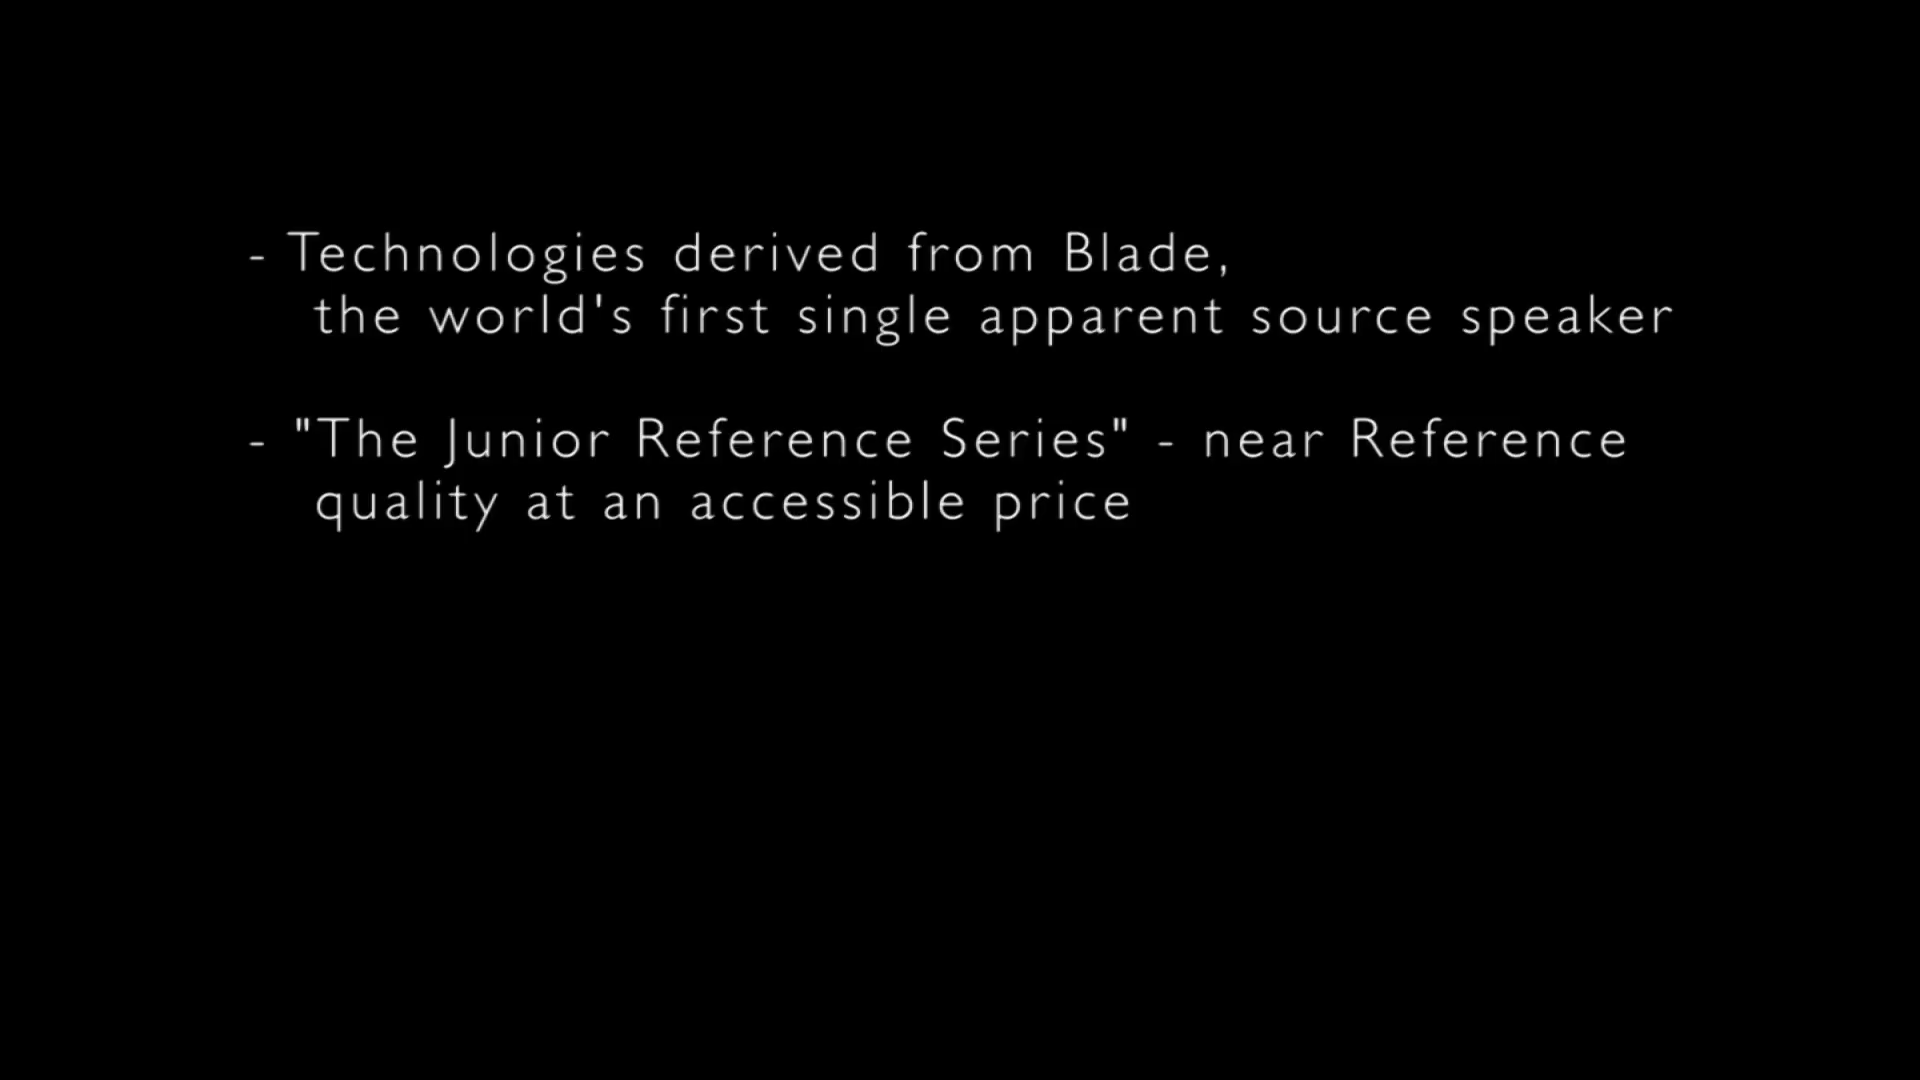 - Technologies derived from Blade,
the world's first single apparent source speaker
- "The Junior Reference Series" - near Reference
quality at an accessible price